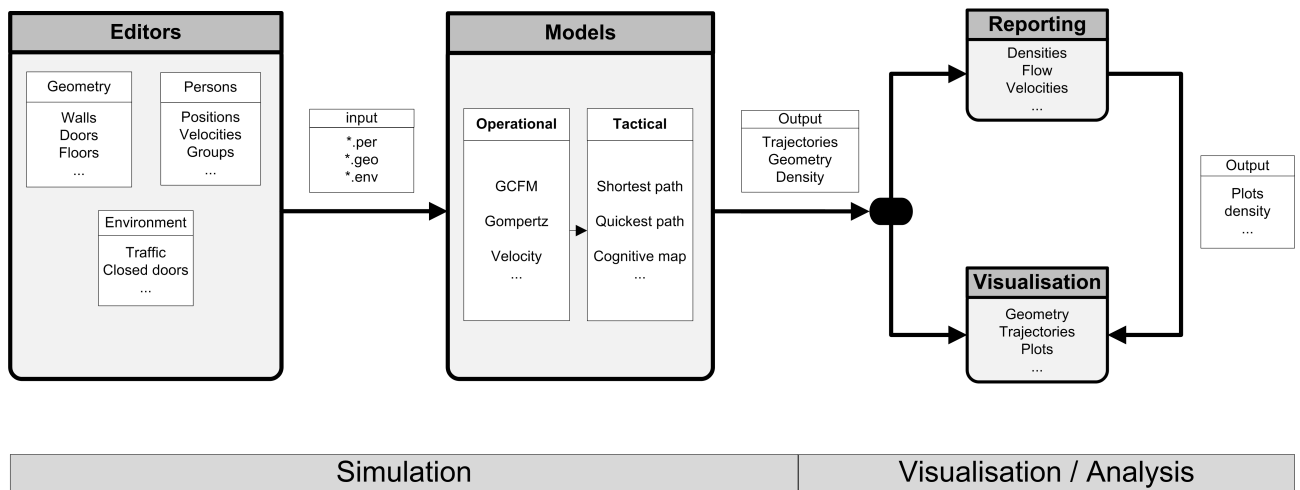 Editors
Geometry
Walls
Doors
Floors
...
Persons
Positions
Velocities
Groups
...
Environment
Traffic
Closed doors
...
input
*.per
*.geo
*.env
Models
Operational
GCFM
Gompertz
Velocity
...
Tactical
Shortest path
Quickest path
Cognitive map
...
Output
Trajectories
Geometry
Density
Reporting
Densities
Flow
Velocities
...
Output
Plots
density
...
Visualisation
Geometry
Trajectories
Plots
...
Simulation
Visualisation / Analysis